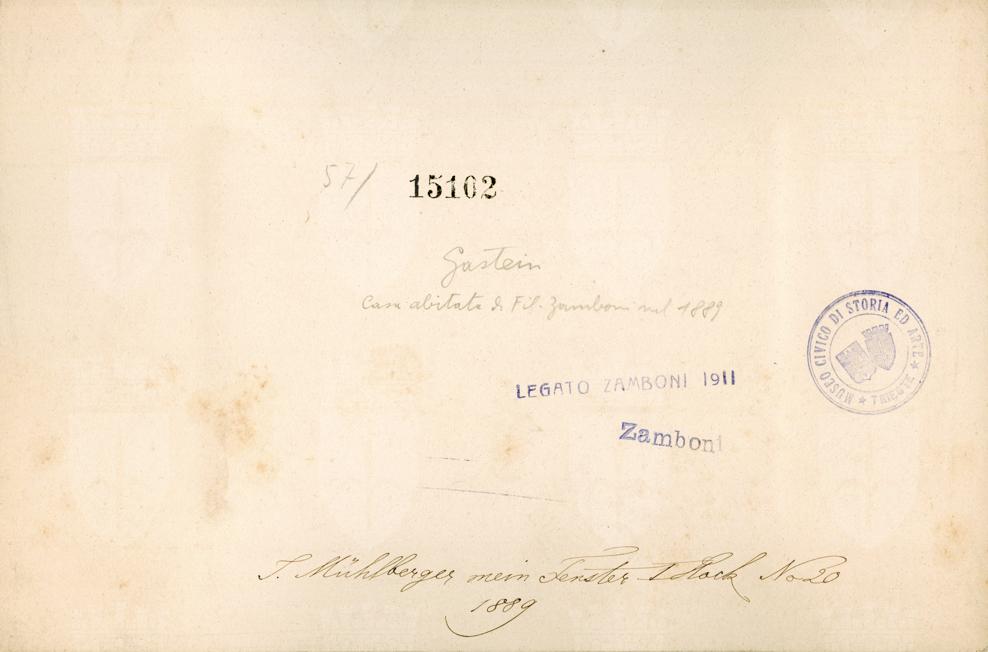 57/ 15102
Gastein
Casa abitata di Fil. Zamboni nel 1889
MUSEO CIVICO DI STORIA ED ARTE ★ TRIESTE ★
LEGATO ZAMBONI 1911
Zamboni
T. Mühlberger mein Fenster 1 Stock No 20
1889